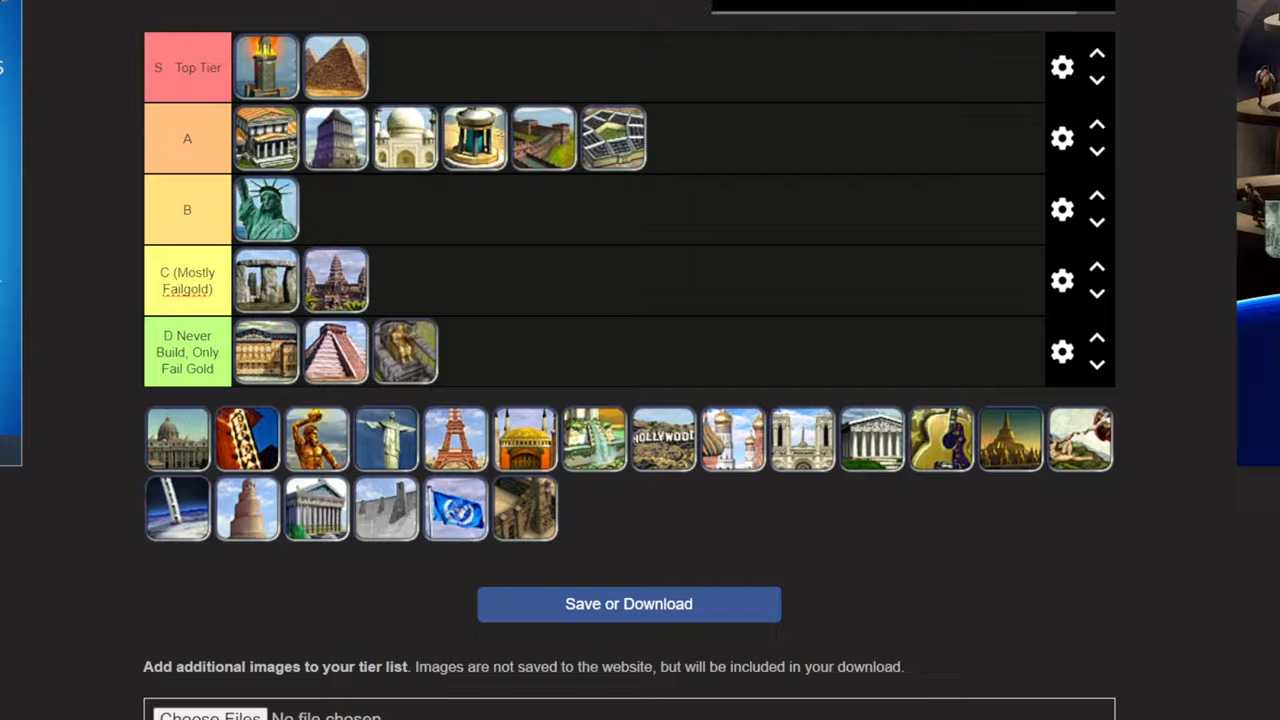 S Top Tier
A
B
C (Mostly
Failgold)
D Never
Build, Only
Fail Gold
HOLLYWOOD
Save or Download
Add additional images to your tier list. Images are not saved to the website, but will be included in your download.
Choose Files No file chosen